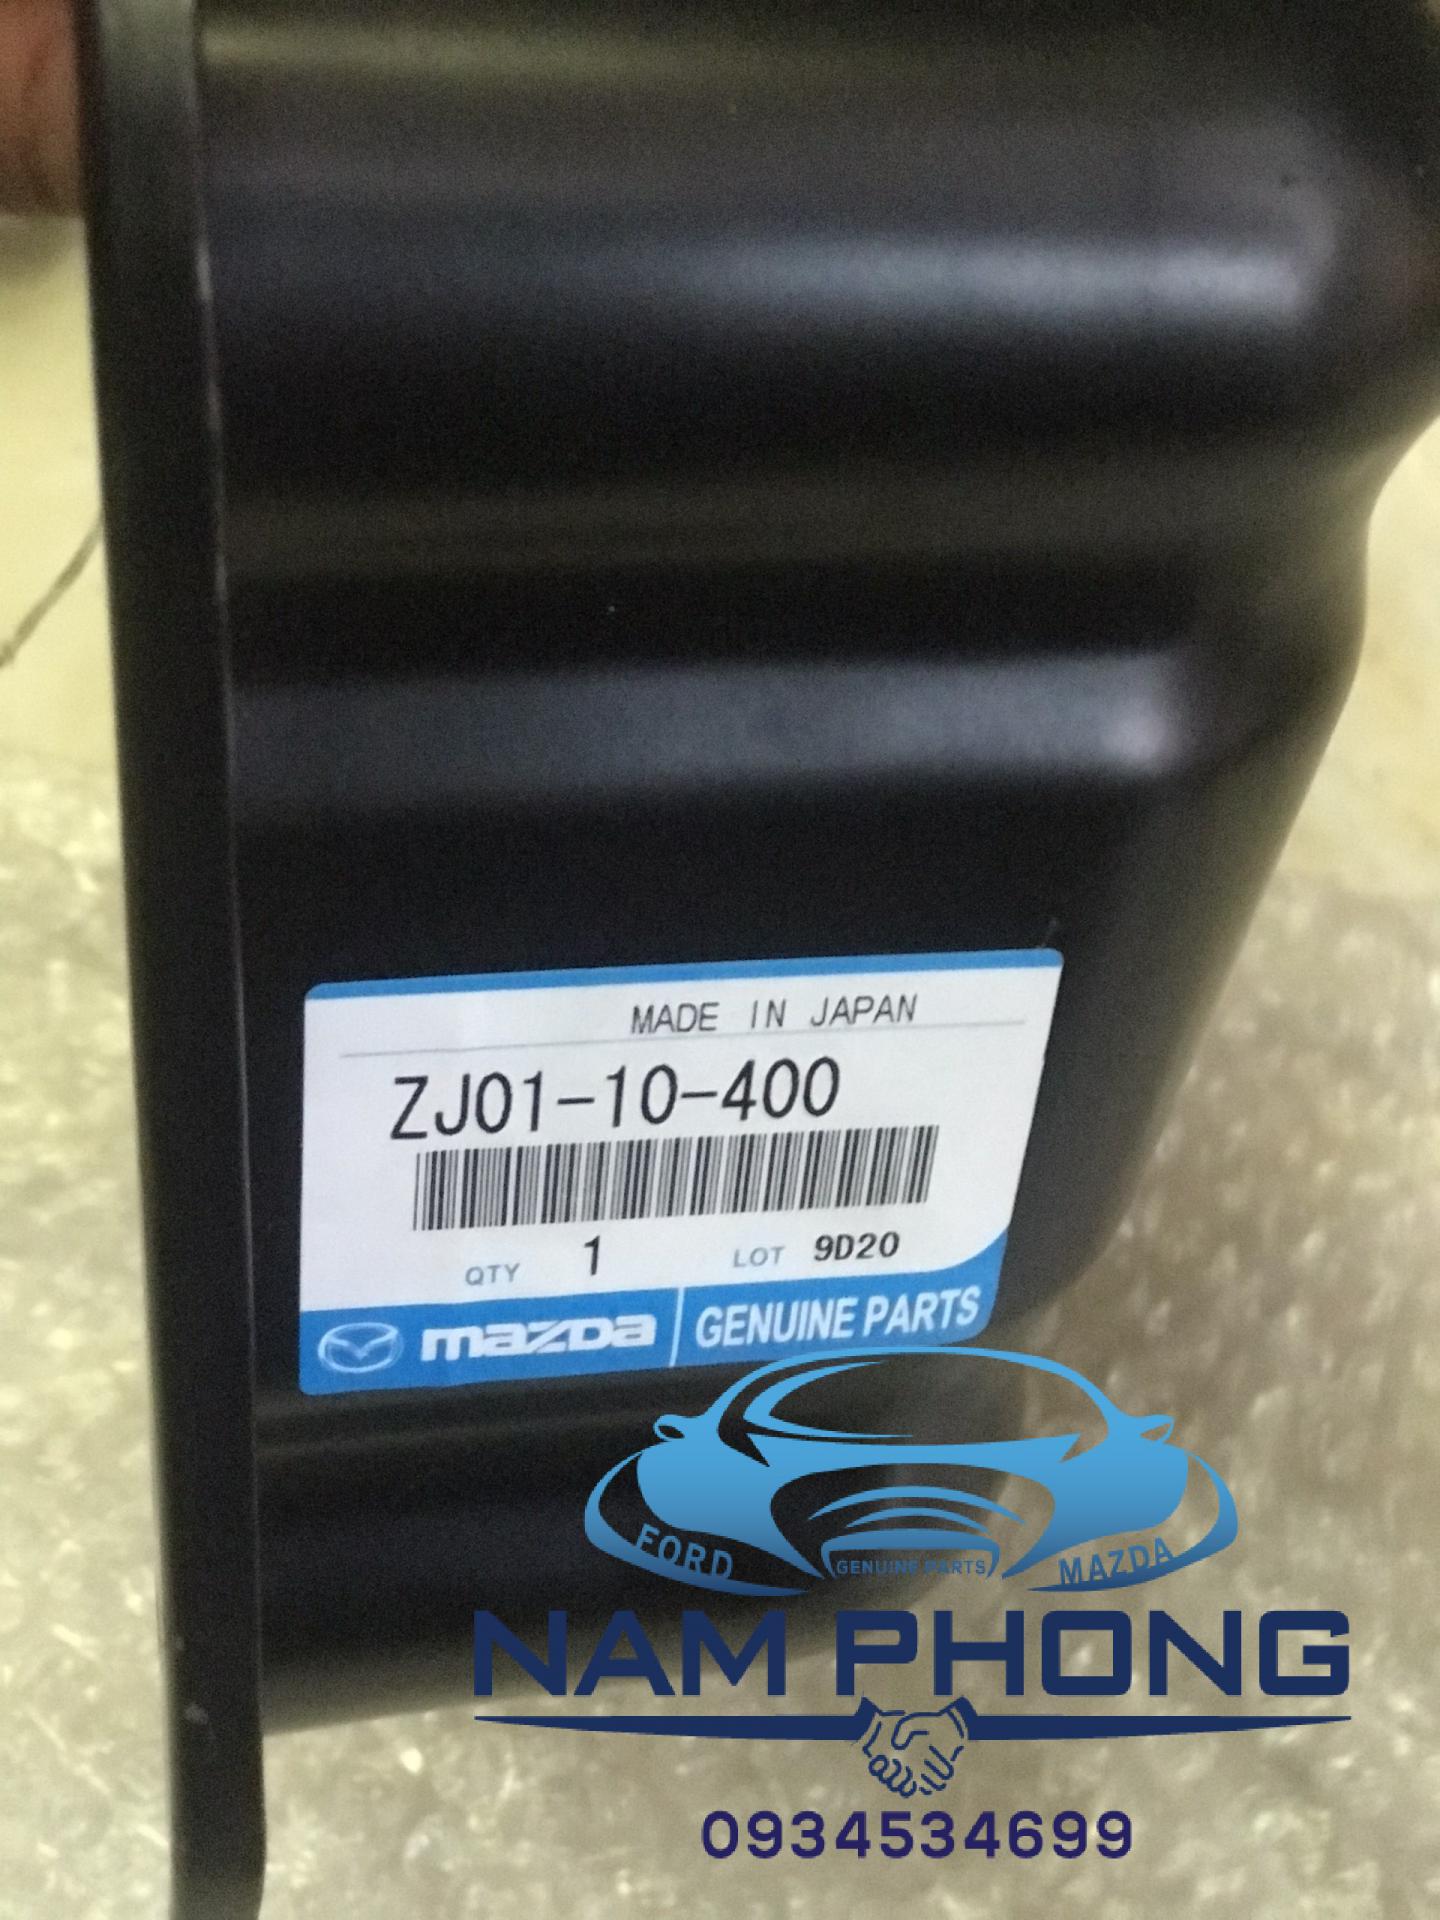 MADE IN JAPAN
ZJ01-10-400
QTY 1 LOT 9D20
mazDa GENUINE PARTS
FORD GENUINE PARTS MAZDA
NAM PHONG
0934534699